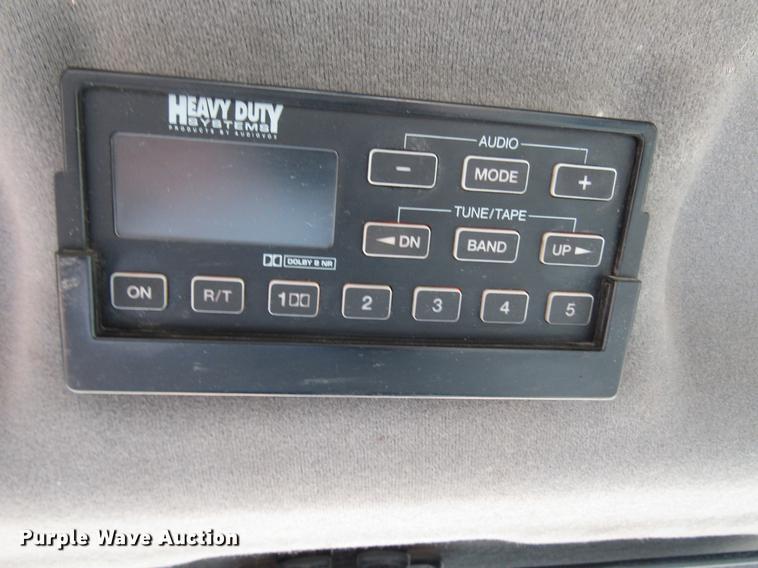 HEAVY DUTY
SYSTEMS
PRODUCTS BY AUDIOVOX
AUDIO
- MODE +
TUNE/TAPE
◄ DN BAND UP ►
DOLBY B NR
ON R/T 1 2 3 4 5
Purple Wave Auction